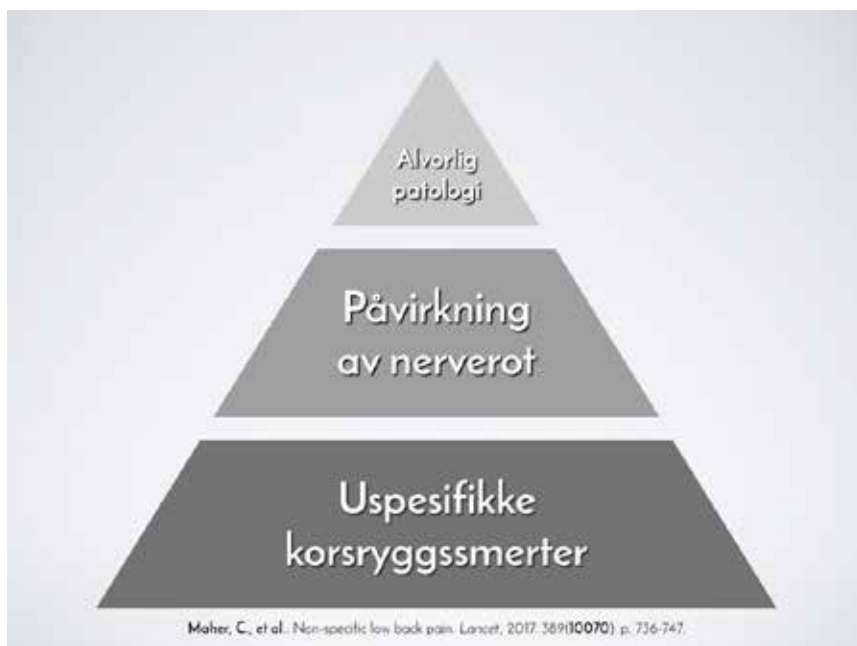 Alvorlig
patologi
Påvirkning
av nerverot
Uspesifikke
korsryggssmerter
Maher, C., et al.. Non-specific low back pain. Lancet, 2017. 389(10070): p. 736-747.